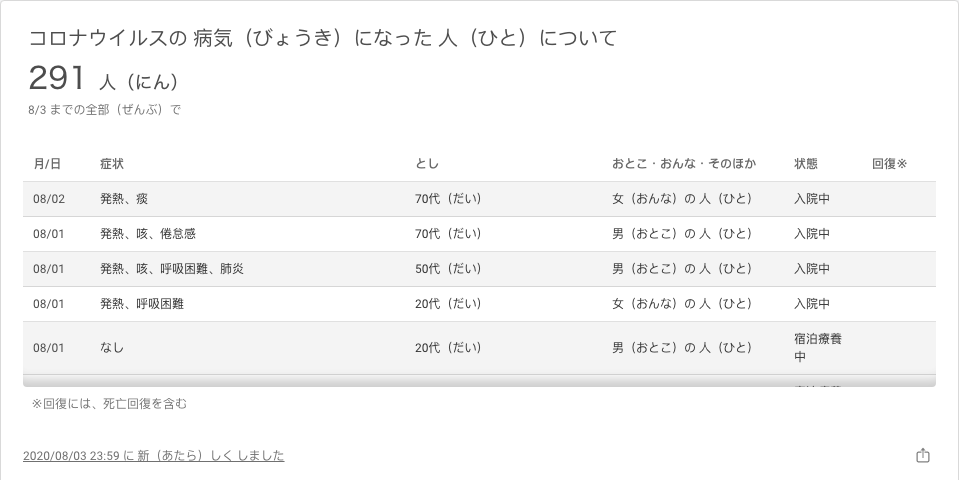 コロナウイルスの 病気（びょうき）になった 人（ひと）について
291 人（にん）
8/3 までの全部（ぜんぶ）で
月/日 症状 とし おとこ・おんな・そのほか 状態 回復※
08/02 発熱、痰 70代（だい） 女（おんな）の 人（ひと） 入院中
08/01 発熱、咳、倦怠感 70代（だい） 男（おとこ）の 人（ひと） 入院中
08/01 発熱、咳、呼吸困難、肺炎 50代（だい） 男（おとこ）の 人（ひと） 入院中
08/01 発熱、呼吸困難 20代（だい） 女（おんな）の 人（ひと） 入院中
08/01 なし 20代（だい） 男（おとこ）の 人（ひと） 宿泊療養
中
※回復には、死亡回復を含む
2020/08/03 23:59 に 新（あたら）しく しました